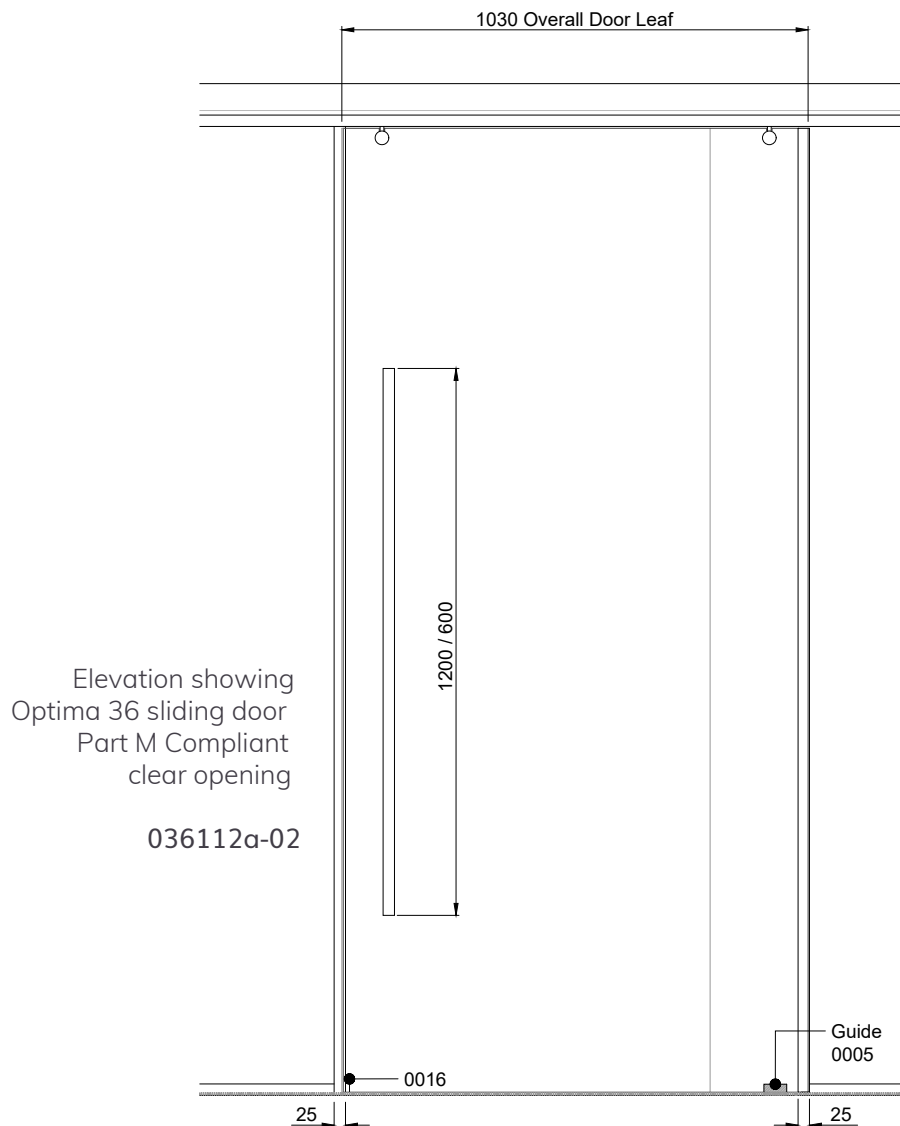 1030 Overall Door Leaf
1200 / 600
Elevation showing
Optima 36 sliding door
Part M Compliant
clear opening
036112a-02
Guide
0005
0016
25
25